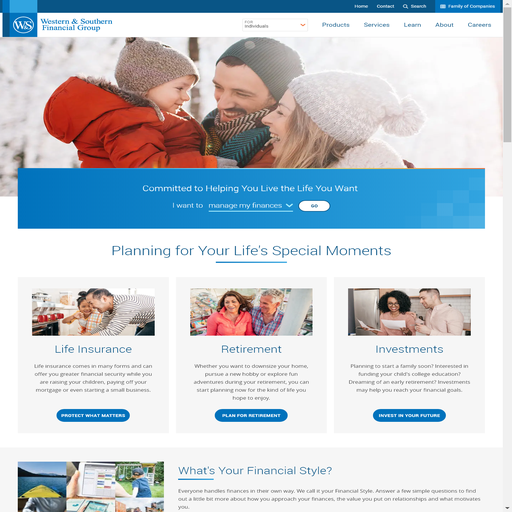 Home Contact Search Family of Companies
W&S Western & Southern
Financial Group
FOR
Individuals
Products Services Learn About Careers
Committed to Helping You Live the Life You Want
I want to manage my finances GO
Planning for Your Life's Special Moments
Life Insurance
Life insurance comes in many forms and can
offer you greater financial security while you
are raising your children, paying off your
mortgage or even starting a small business.
PROTECT WHAT MATTERS
Retirement
Whether you want to downsize your home,
pursue a new hobby or explore fun
adventures during your retirement, you can
start planning now for the kind of life you
hope to enjoy.
PLAN FOR RETIREMENT
Investments
Planning to start a family soon? Interested in
funding your child's college education?
Dreaming of an early retirement? Investments
may help you reach your financial goals.
INVEST IN YOUR FUTURE
What's Your Financial Style?
Everyone handles finances in their own way. We call it your Financial Style. Answer a few simple questions to find
out a little bit more about how you approach your finances, the value you put on relationships and what motivates
you.